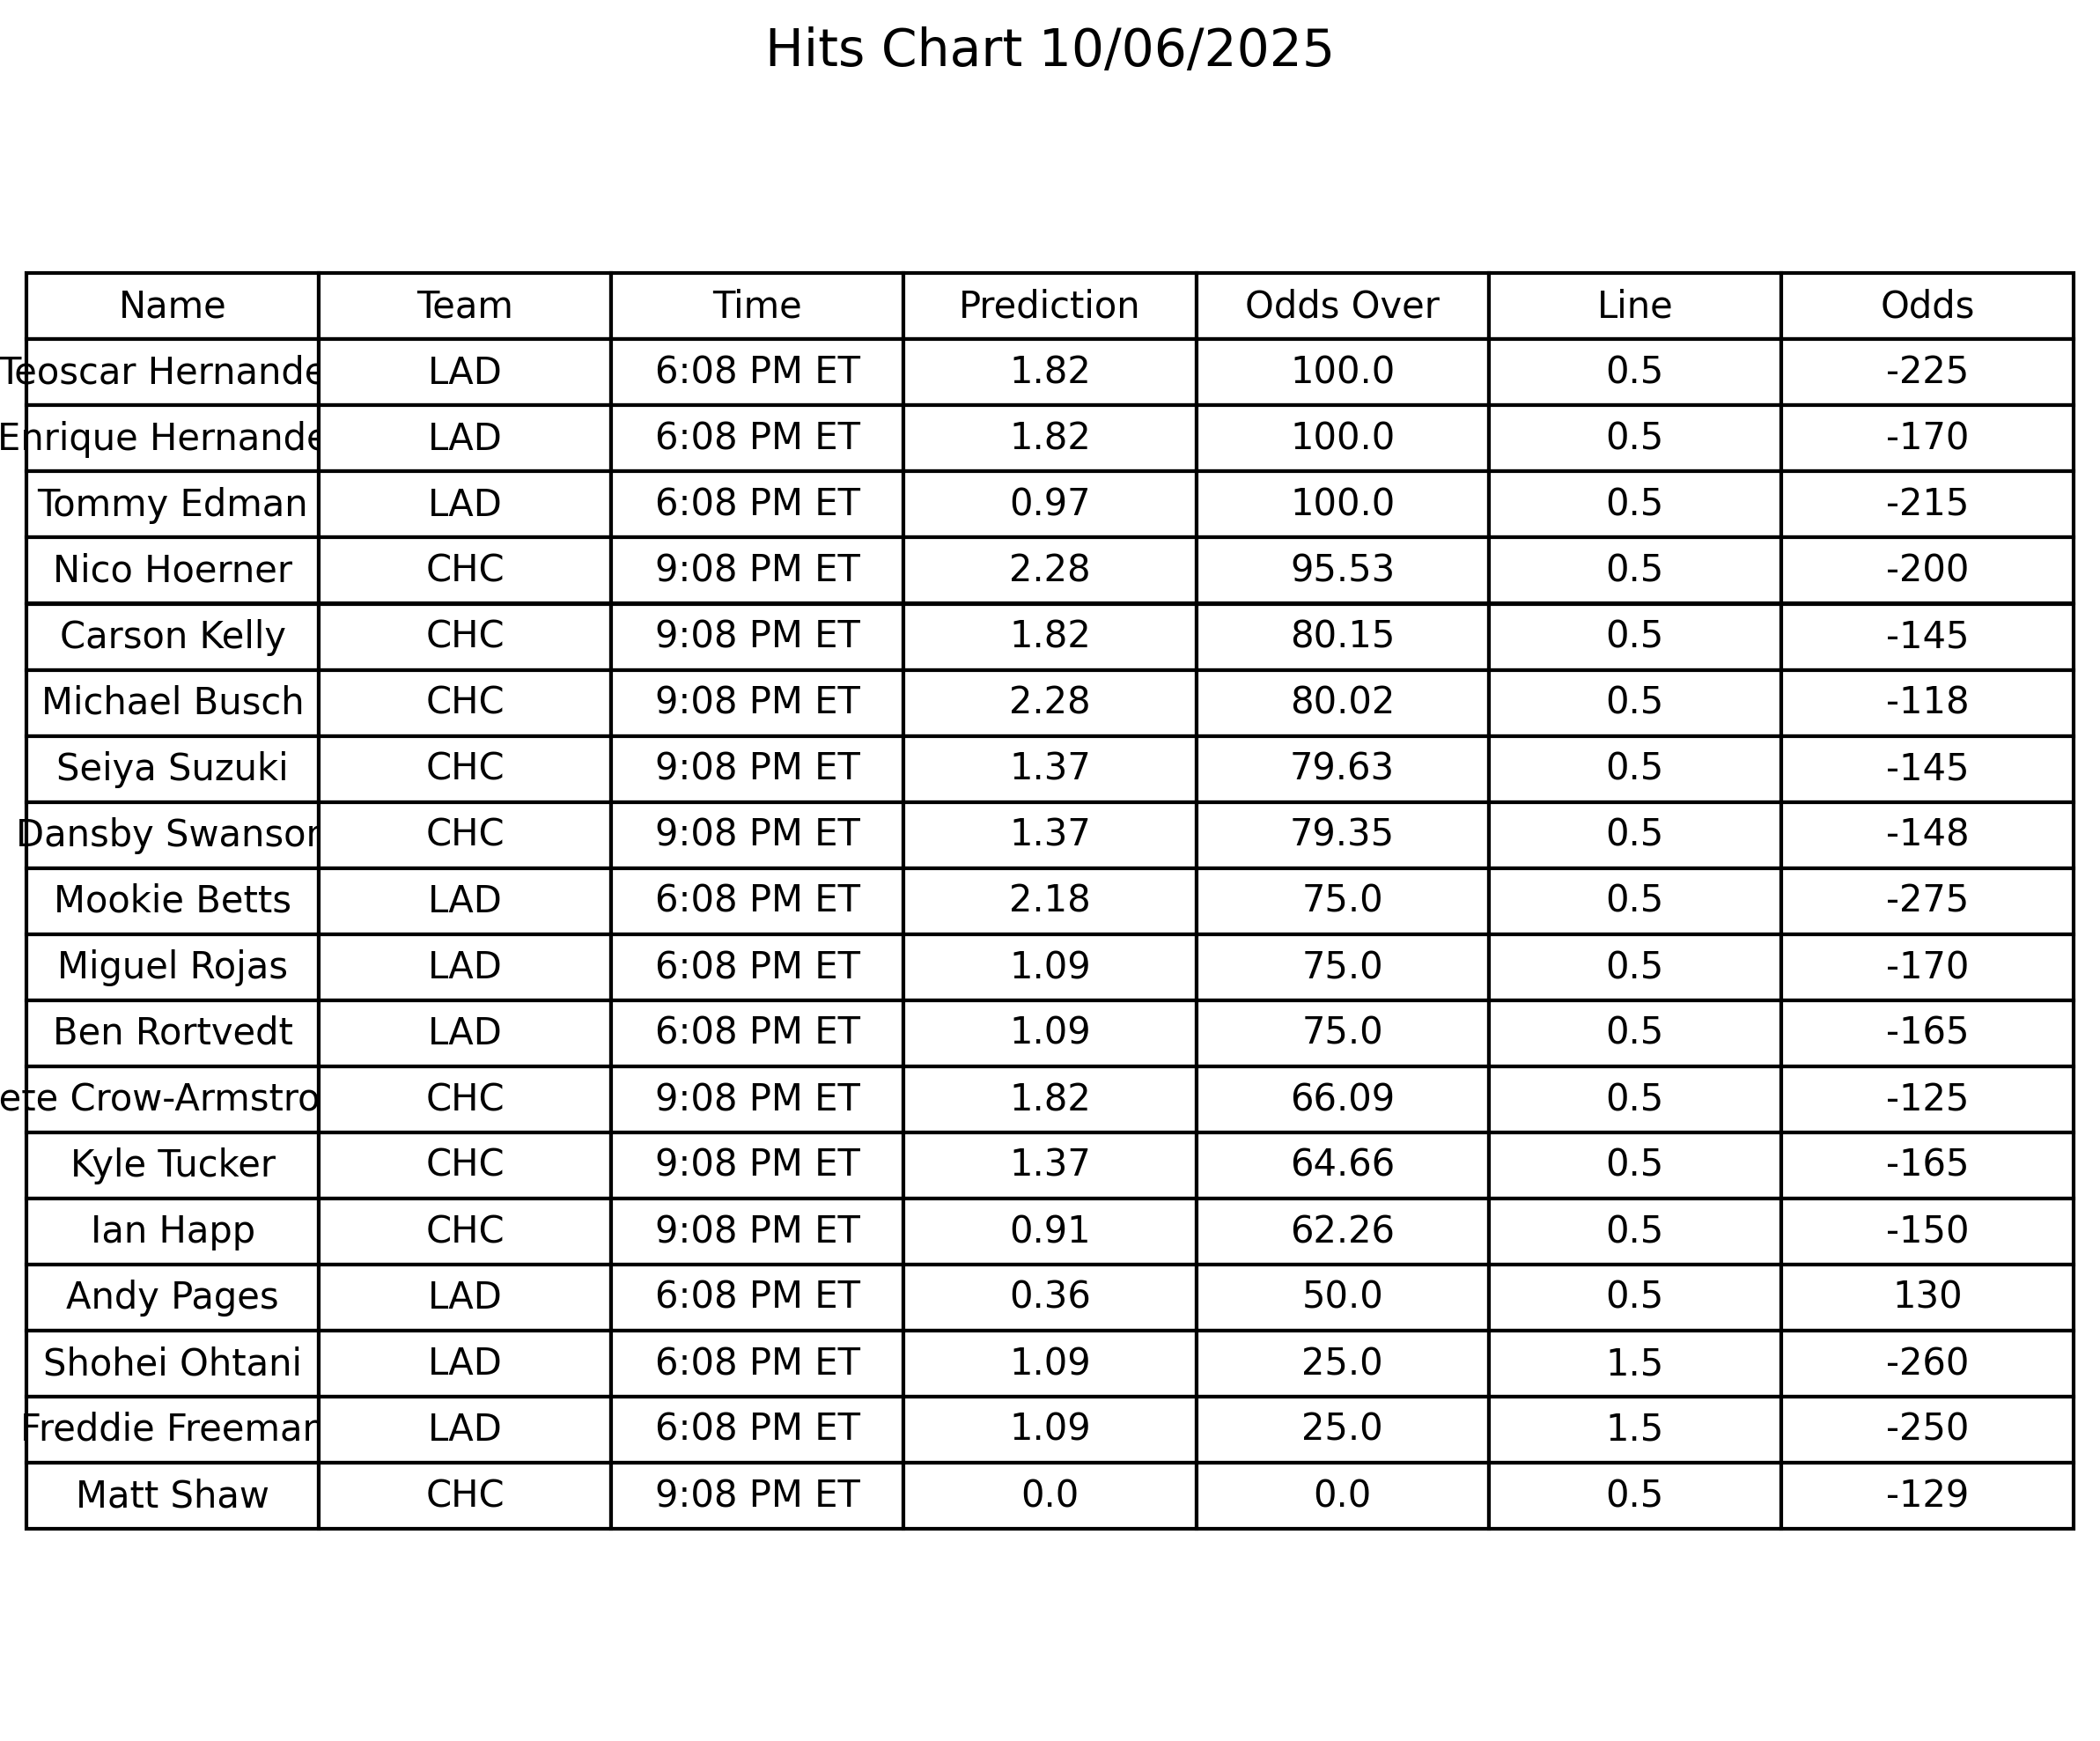 Hits Chart 10/06/2025
Name Team Time Prediction Odds Over Line Odds
Teoscar Hernande LAD 6:08 PM ET 1.82 100.0 0.5 -225
Enrique Hernande LAD 6:08 PM ET 1.82 100.0 0.5 -170
Tommy Edman LAD 6:08 PM ET 0.97 100.0 0.5 -215
Nico Hoerner CHC 9:08 PM ET 2.28 95.53 0.5 -200
Carson Kelly CHC 9:08 PM ET 1.82 80.15 0.5 -145
Michael Busch CHC 9:08 PM ET 2.28 80.02 0.5 -118
Seiya Suzuki CHC 9:08 PM ET 1.37 79.63 0.5 -145
Dansby Swanson CHC 9:08 PM ET 1.37 79.35 0.5 -148
Mookie Betts LAD 6:08 PM ET 2.18 75.0 0.5 -275
Miguel Rojas LAD 6:08 PM ET 1.09 75.0 0.5 -170
Ben Rortvedt LAD 6:08 PM ET 1.09 75.0 0.5 -165
ete Crow-Armstro CHC 9:08 PM ET 1.82 66.09 0.5 -125
Kyle Tucker CHC 9:08 PM ET 1.37 64.66 0.5 -165
Ian Happ CHC 9:08 PM ET 0.91 62.26 0.5 -150
Andy Pages LAD 6:08 PM ET 0.36 50.0 0.5 130
Shohei Ohtani LAD 6:08 PM ET 1.09 25.0 1.5 -260
Freddie Freeman LAD 6:08 PM ET 1.09 25.0 1.5 -250
Matt Shaw CHC 9:08 PM ET 0.0 0.0 0.5 -129